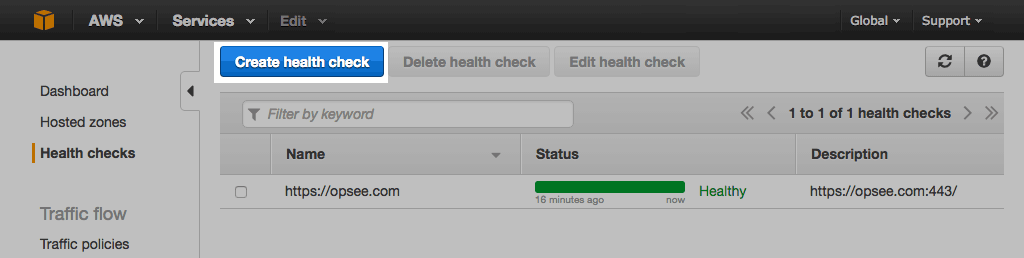 AWS Services Edit Global Support
Create health check Delete health check Edit health check
Dashboard
Hosted zones
Health checks
Traffic flow
Traffic policies
Filter by keyword
1 to 1 of 1 health checks
Name Status Description
https://opsee.com Healthy https://opsee.com:443/
16 minutes ago now